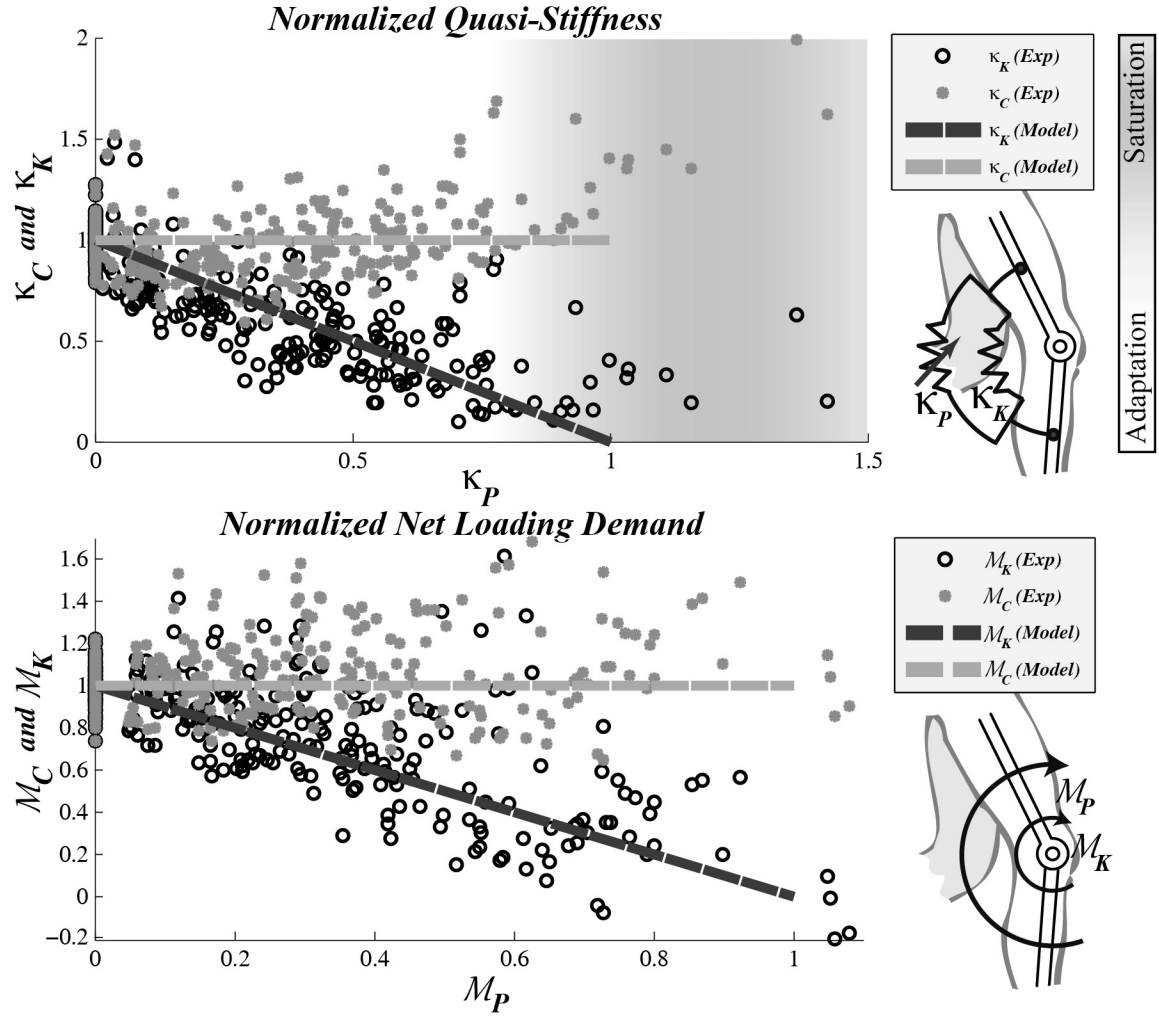 Normalized Quasi-Stiffness
κC and κK
2
1.5
1
0.5
0
0
0.5
1
1.5
κP
κK (Exp)
κC (Exp)
κK (Model)
κC (Model)
κP
κK
Saturation
Adaptation
Normalized Net Loading Demand
MC and MK
1.6
1.4
1.2
1
0.8
0.6
0.4
0.2
0
−0.2
0
0.2
0.4
0.6
0.8
1
MP
MK (Exp)
MC (Exp)
MK (Model)
MC (Model)
MP
MK